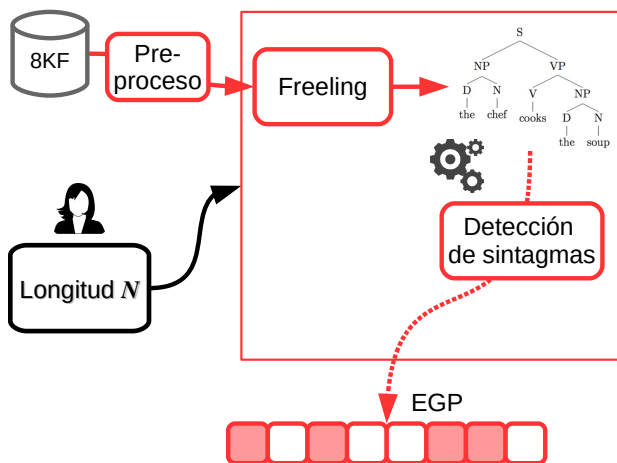 8KF
Pre-
proceso
Freeling
S
NP VP
D N V NP
the chef cooks D N
the soup
Longitud N
Detección
de sintagmas
EGP